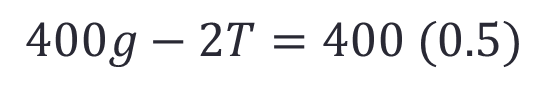 400g − 2T = 400 (0.5)